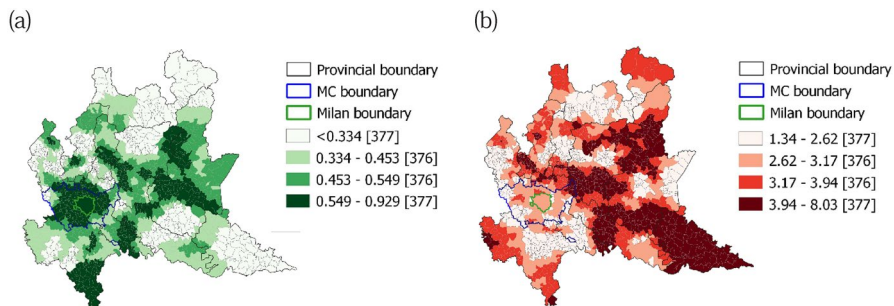 (a)
Provincial boundary
MC boundary
Milan boundary
<0.334 [377]
0.334 - 0.453 [376]
0.453 - 0.549 [376]
0.549 - 0.929 [377]
(b)
Provincial boundary
MC boundary
Milan boundary
1.34 - 2.62 [377]
2.62 - 3.17 [376]
3.17 - 3.94 [376]
3.94 - 8.03 [377]